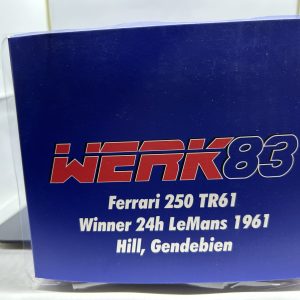 WERK83
Ferrari 250 TR61
Winner 24h LeMans 1961
Hill, Gendebien